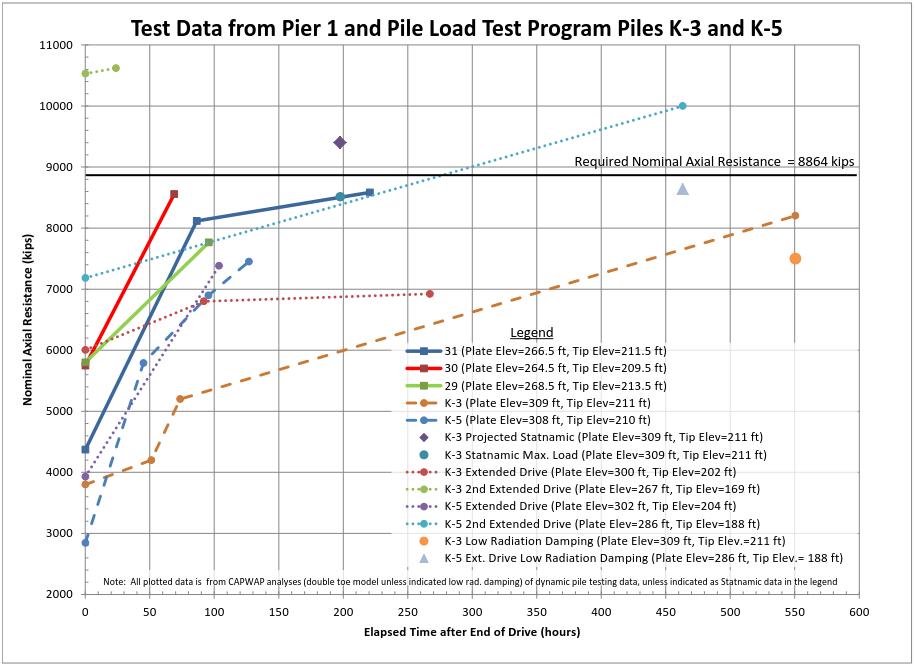 Test Data from Pier 1 and Pile Load Test Program Piles K-3 and K-5
11000
10000
9000
8000
7000
6000
5000
4000
3000
2000
Nominal Axial Resistance (kips)
Required Nominal Axial Resistance = 8864 kips
Legend
31 (Plate Elev=266.5 ft, Tip Elev=211.5 ft)
30 (Plate Elev=264.5 ft, Tip Elev=209.5 ft)
29 (Plate Elev=268.5 ft, Tip Elev=213.5 ft)
K-3 (Plate Elev=309 ft, Tip Elev=211 ft)
K-5 (Plate Elev=308 ft, Tip Elev=210 ft)
K-3 Projected Statnamic (Plate Elev=309 ft, Tip Elev=211 ft)
K-3 Statnamic Max. Load (Plate Elev=309 ft, Tip Elev=211 ft)
K-3 Extended Drive (Plate Elev=300 ft, Tip Elev=202 ft)
K-3 2nd Extended Drive (Plate Elev=267 ft, Tip Elev=169 ft)
K-5 Extended Drive (Plate Elev=302 ft, Tip Elev=204 ft)
K-5 2nd Extended Drive (Plate Elev=286 ft, Tip Elev=188 ft)
K-3 Low Radiation Damping (Plate Elev=309 ft, Tip Elev.=211 ft)
K-5 Ext. Drive Low Radiation Damping (Plate Elev=286 ft, Tip Elev.= 188 ft)
Note: All plotted data is from CAPWAP analyses (double toe model unless indicated low rad. damping) of dynamic pile testing data, unless indicated as Statnamic data in the legend
0 50 100 150 200 250 300 350 400 450 500 550 600
Elapsed Time after End of Drive (hours)